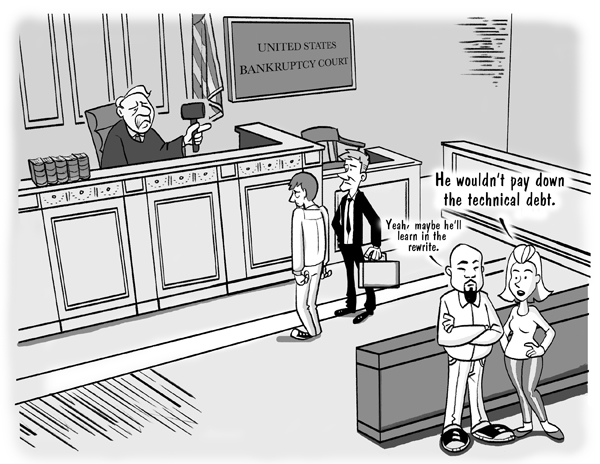 UNITED STATES
BANKRUPTCY COURT
He wouldn't pay down
the technical debt.
Yeah, maybe he'll
learn in the
rewrite.